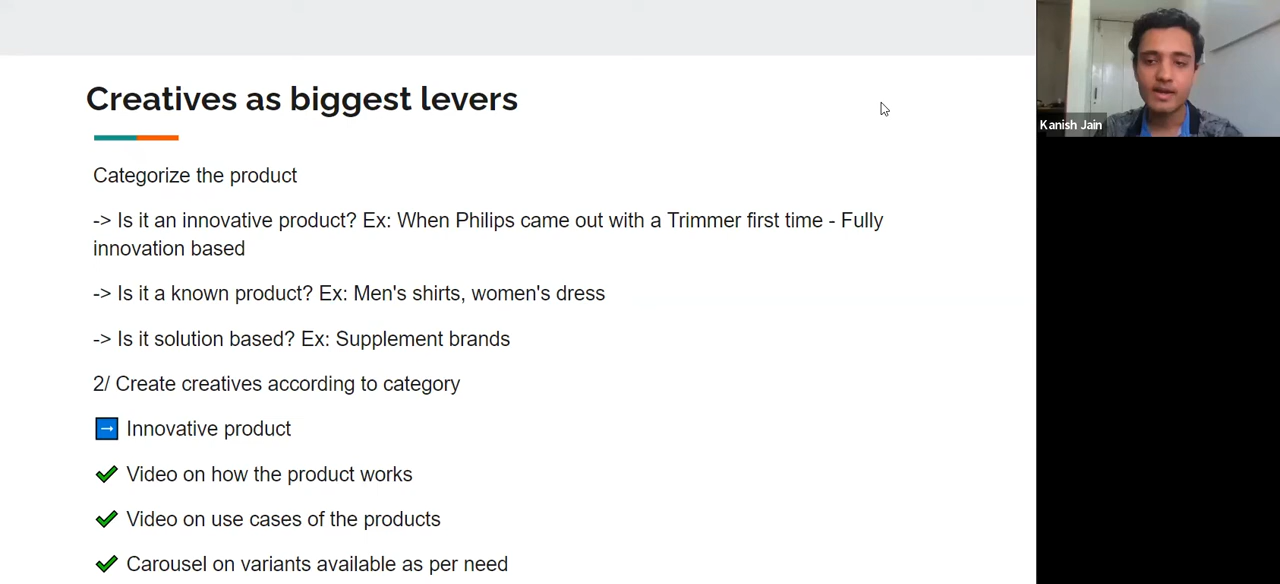 Creatives as biggest levers
Kanish Jain
Categorize the product
-> Is it an innovative product? Ex: When Philips came out with a Trimmer first time - Fully
innovation based
-> Is it a known product? Ex: Men's shirts, women's dress
-> Is it solution based? Ex: Supplement brands
2/ Create creatives according to category
➡ Innovative product
✔ Video on how the product works
✔ Video on use cases of the products
✔ Carousel on variants available as per need